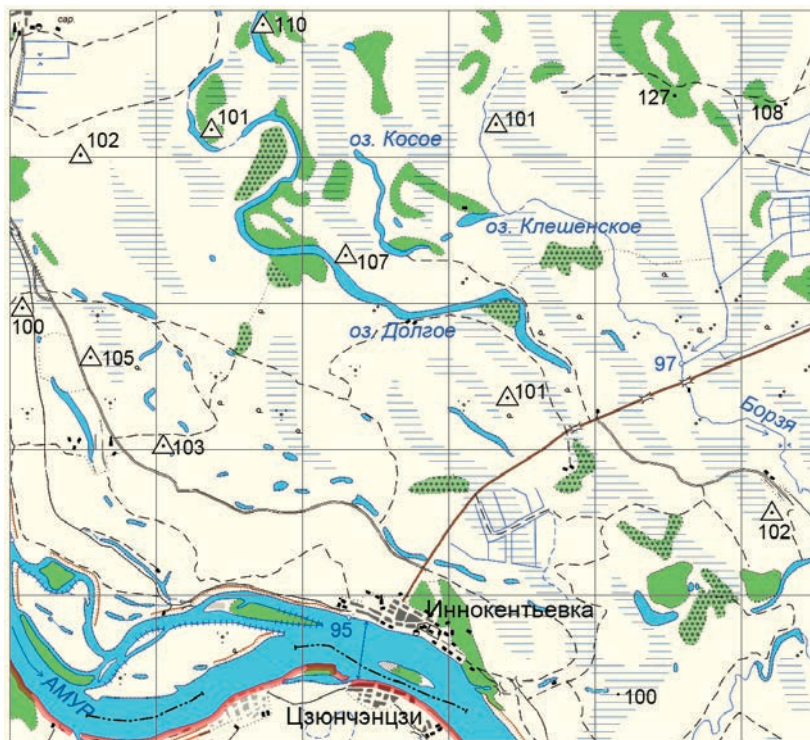 сар.
110
101
102
101
127
108
оз. Косое
оз. Клешенское
107
100
оз. Долгое
105
97
101
Борзя
103
102
Иннокентьевка
95
АМУР
100
Цзюнчэнцзи